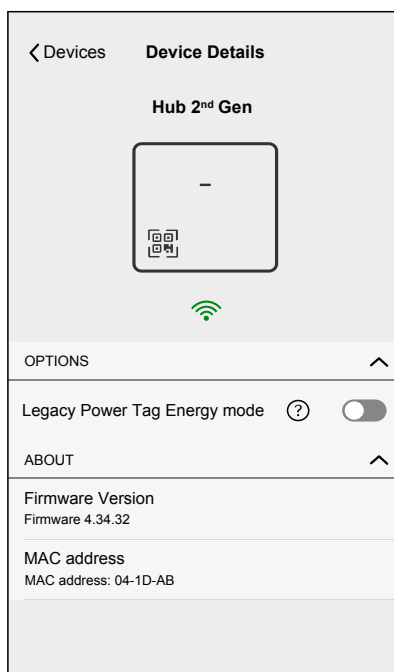 Devices Device Details
Hub 2nd Gen
OPTIONS
Legacy Power Tag Energy mode ?
ABOUT
Firmware Version
Firmware 4.34.32
MAC address
MAC address: 04-1D-AB